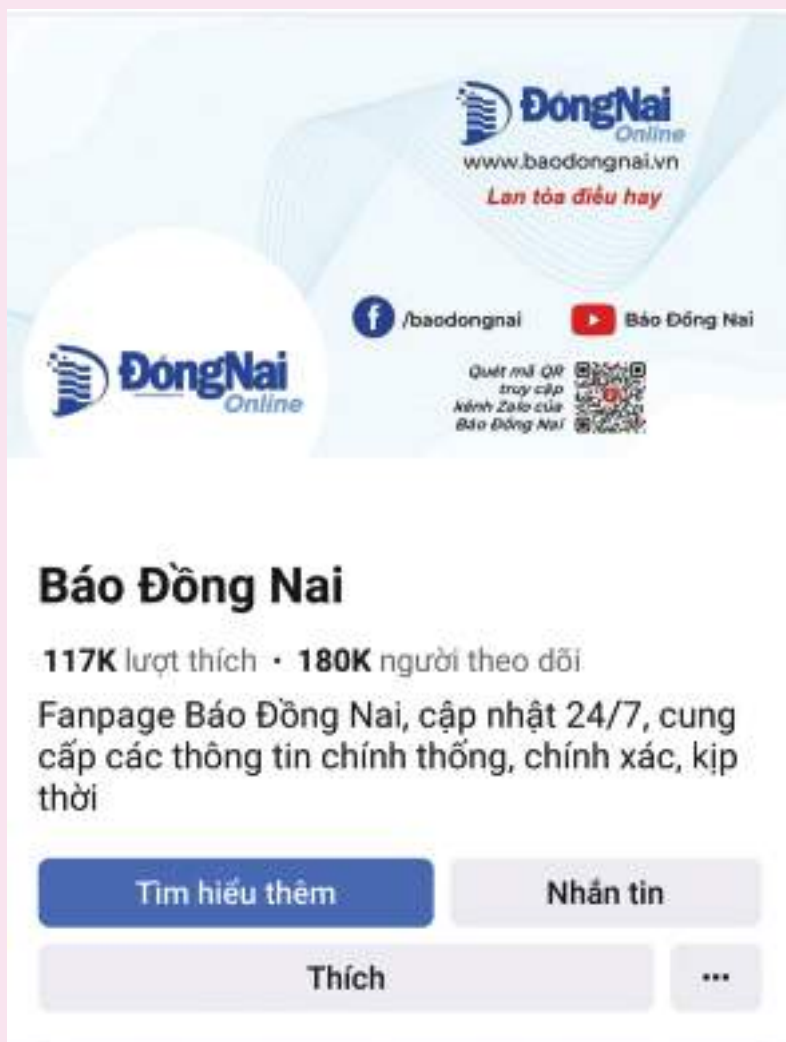 ĐồngNai
Online
www.baodongnai.vn
Lan tỏa điều hay
/baodongnai
Báo Đồng Nai
Quét mã QR
truy cập
kênh Zalo của
Báo Đồng Nai
ĐồngNai
Online
Báo Đồng Nai
117K lượt thích · 180K người theo dõi
Fanpage Báo Đồng Nai, cập nhật 24/7, cung
cấp các thông tin chính thống, chính xác, kịp
thời
Tìm hiểu thêm
Nhắn tin
Thích